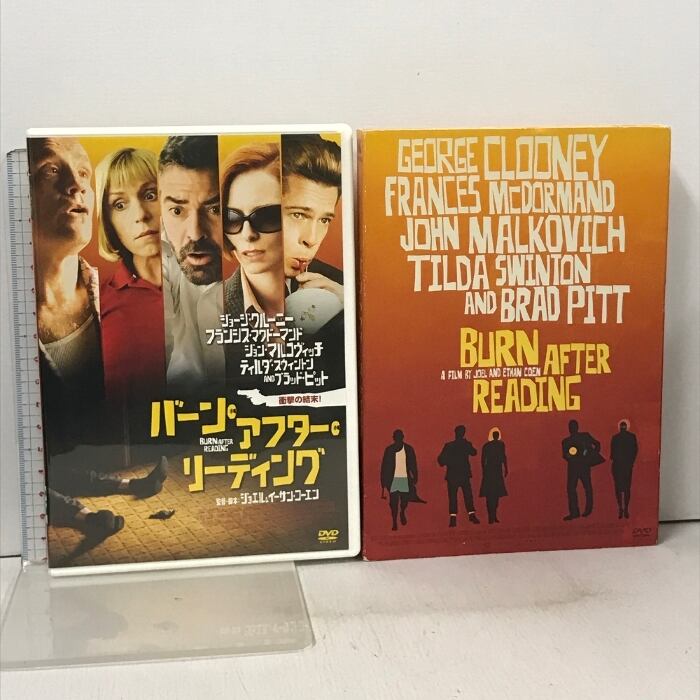 ジョージ・クルーニー
フランシス・マクドーマンド
ジョン・マルコヴィッチ
ティルダ・スウィントン
ANDブラッド・ピット
衝撃の結末!
バーン・
アフター・
リーディング
BURN AFTER
READING
監督・脚本:ジョエル&イーサン・コーエン
DVD
VIDEO
GEORGE CLOONEY
FRANCES McDORMAND
JOHN MALKOVICH
TILDA SWINTON
AND BRAD PITT
BURN AFTER
A FILM BY JOEL AND ETHAN COEN
READING
DVD